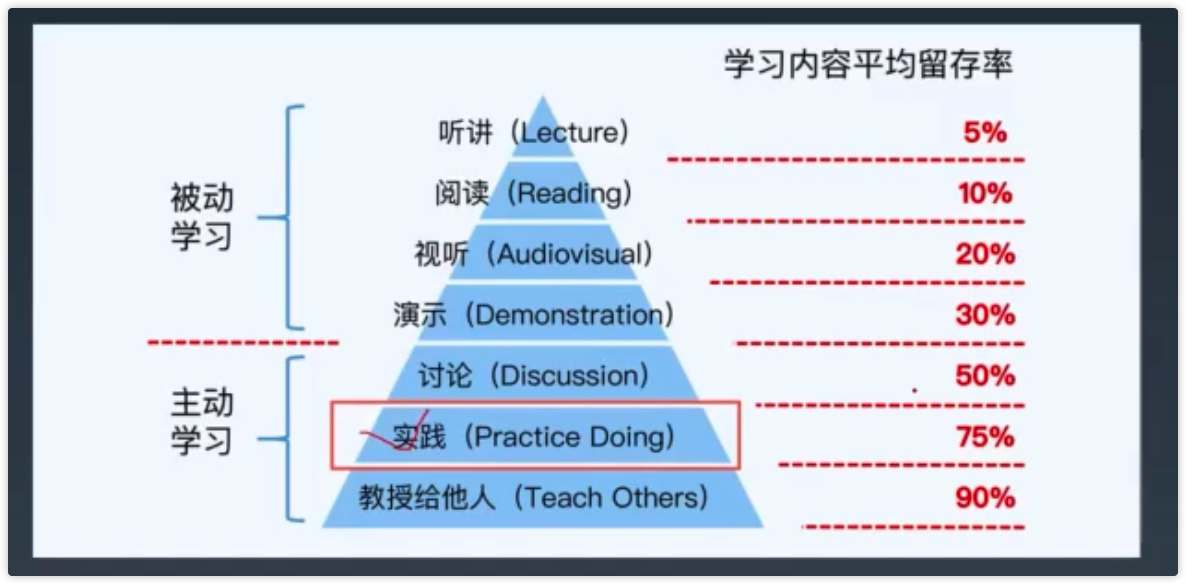 学习内容平均留存率
听讲（Lecture） 5%
阅读（Reading） 10%
被动
学习
视听（Audiovisual） 20%
演示（Demonstration） 30%
讨论（Discussion） 50%
主动
学习
实践（Practice Doing） 75%
教授给他人（Teach Others） 90%